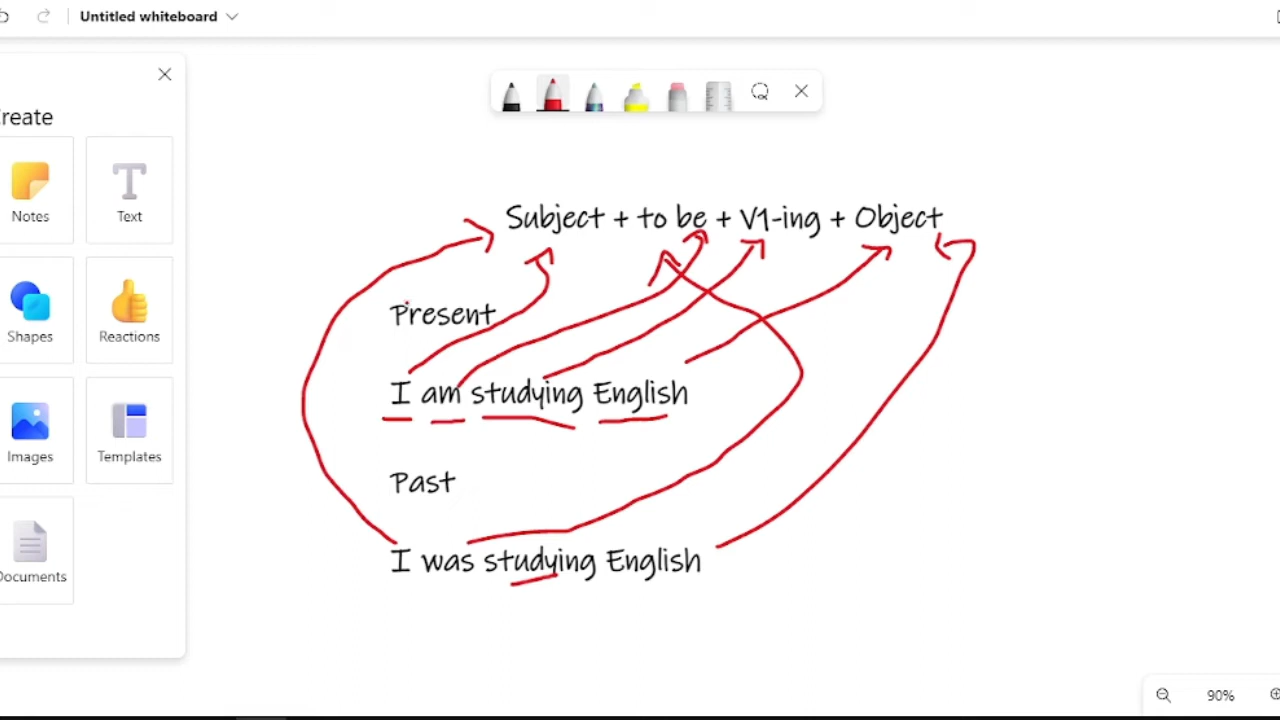 Untitled whiteboard
reate
Notes
Text
Shapes
Reactions
Images
Templates
Documents
Subject + to be + V1-ing + Object
Present
I am studying English
Past
I was studying English
90%